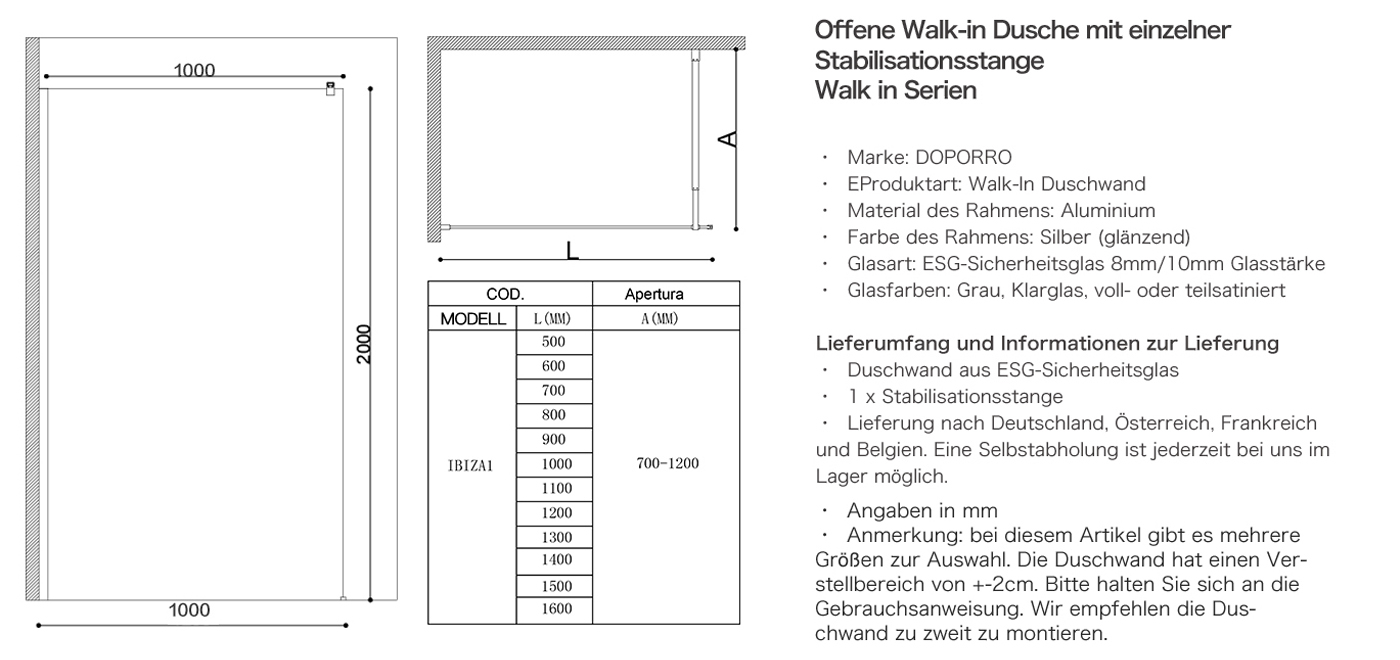 1000
2000
1000
A
L
COD. Apertura
MODELL L(MM) A(MM)
500
600
700
800
900
IBIZA1 1000 700-1200
1100
1200
1300
1400
1500
1600
Offene Walk-in Dusche mit einzelner
Stabilisationsstange
Walk in Serien
· Marke: DOPORRO
· EProduktart: Walk-In Duschwand
· Material des Rahmens: Aluminium
· Farbe des Rahmens: Silber (glänzend)
· Glasart: ESG-Sicherheitsglas 8mm/10mm Glasstärke
· Glasfarben: Grau, Klarglas, voll- oder teilsatiniert
Lieferumfang und Informationen zur Lieferung
· Duschwand aus ESG-Sicherheitsglas
· 1 x Stabilisationsstange
· Lieferung nach Deutschland, Österreich, Frankreich
und Belgien. Eine Selbstabholung ist jederzeit bei uns im
Lager möglich.
· Angaben in mm
· Anmerkung: bei diesem Artikel gibt es mehrere
Größen zur Auswahl. Die Duschwand hat einen Ver-
stellbereich von +-2cm. Bitte halten Sie sich an die
Gebrauchsanweisung. Wir empfehlen die Dus-
chwand zu zweit zu montieren.